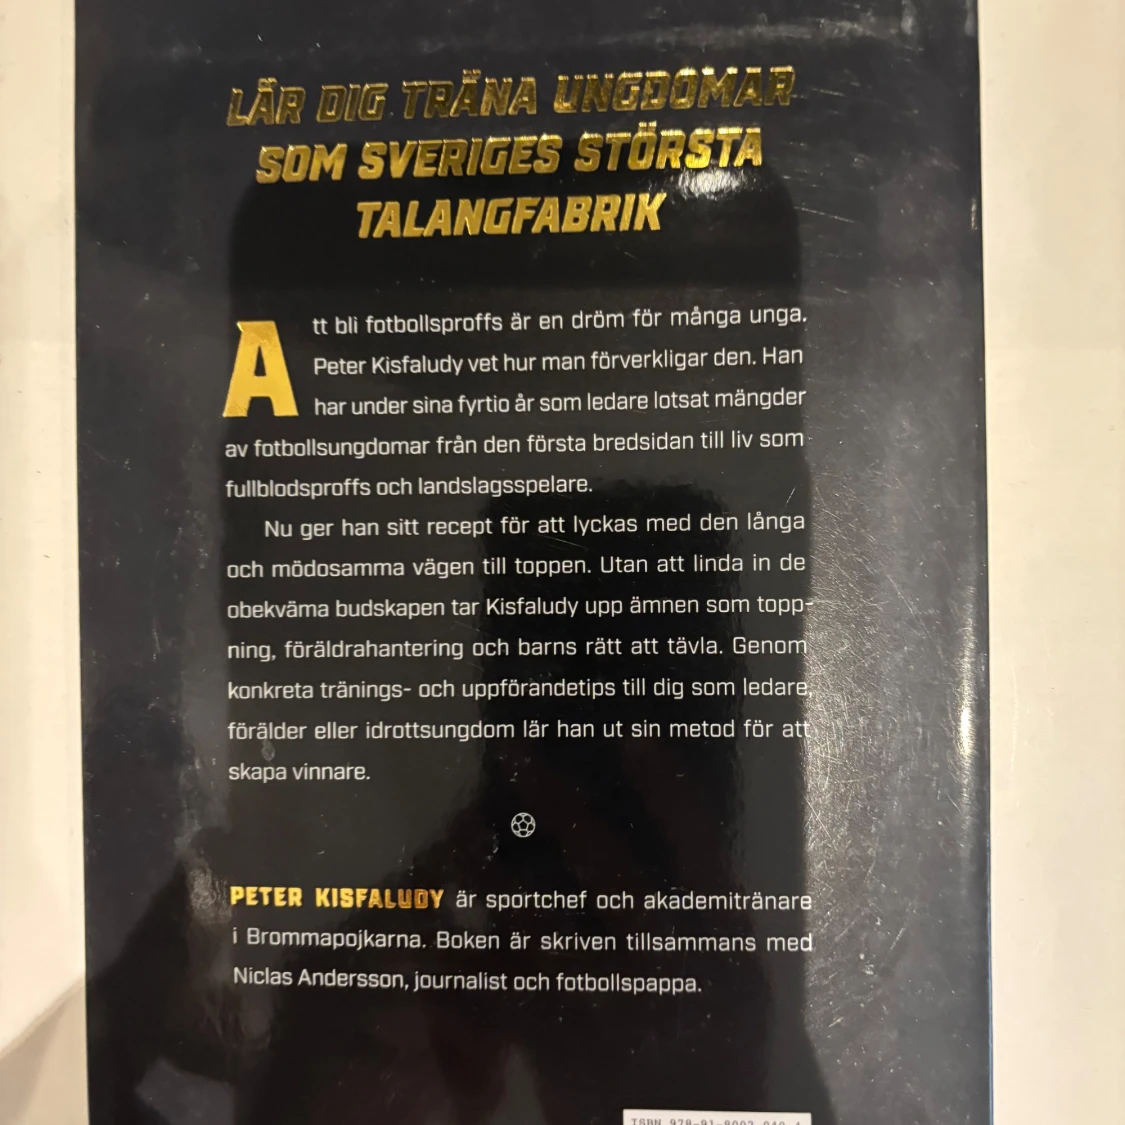 LÄR DIG TRÄNA UNGDOMAR
SOM SVERIGES STÖRSTA
TALANGFABRIK
Att bli fotbollsproffs är en dröm för många unga.
Peter Kisfaludy vet hur man förverkligar den. Han
har under sina fyrtio år som ledare lotsat mängder
av fotbollsungdomar från den första bredsidan till liv som
fullblodsproffs och landslagsspelare.
Nu ger han sitt recept för att lyckas med den långa
och mödosamma vägen till toppen. Utan att linda in de
obekväma budskapen tar Kisfaludy upp ämnen som topp-
ning, föräldrahantering och barns rätt att tävla. Genom
konkreta tränings- och uppförandetips till dig som ledare,
förälder eller idrottsungdom lär han ut sin metod för att
skapa vinnare.
PETER KISFALUDY är sportchef och akademitränare
i Brommapojkarna. Boken är skriven tillsammans med
Niclas Andersson, journalist och fotbollspappa.
ISBN